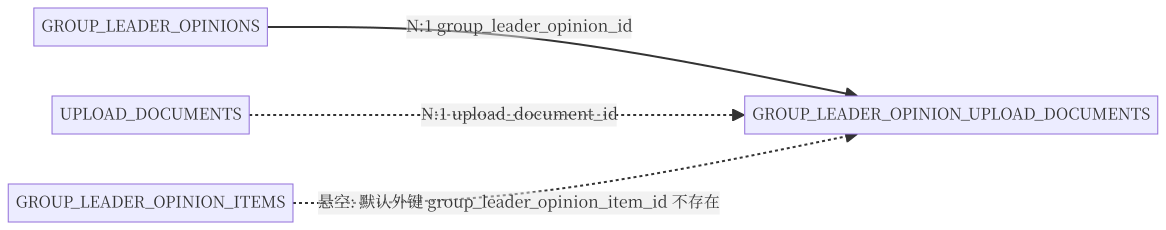 GROUP_LEADER_OPINIONS
N:1 group_leader_opinion_id
UPLOAD_DOCUMENTS
N:1 upload_document_id
GROUP_LEADER_OPINION_UPLOAD_DOCUMENTS
GROUP_LEADER_OPINION_ITEMS
悬空: 默认外键 group_leader_opinion_item_id 不存在